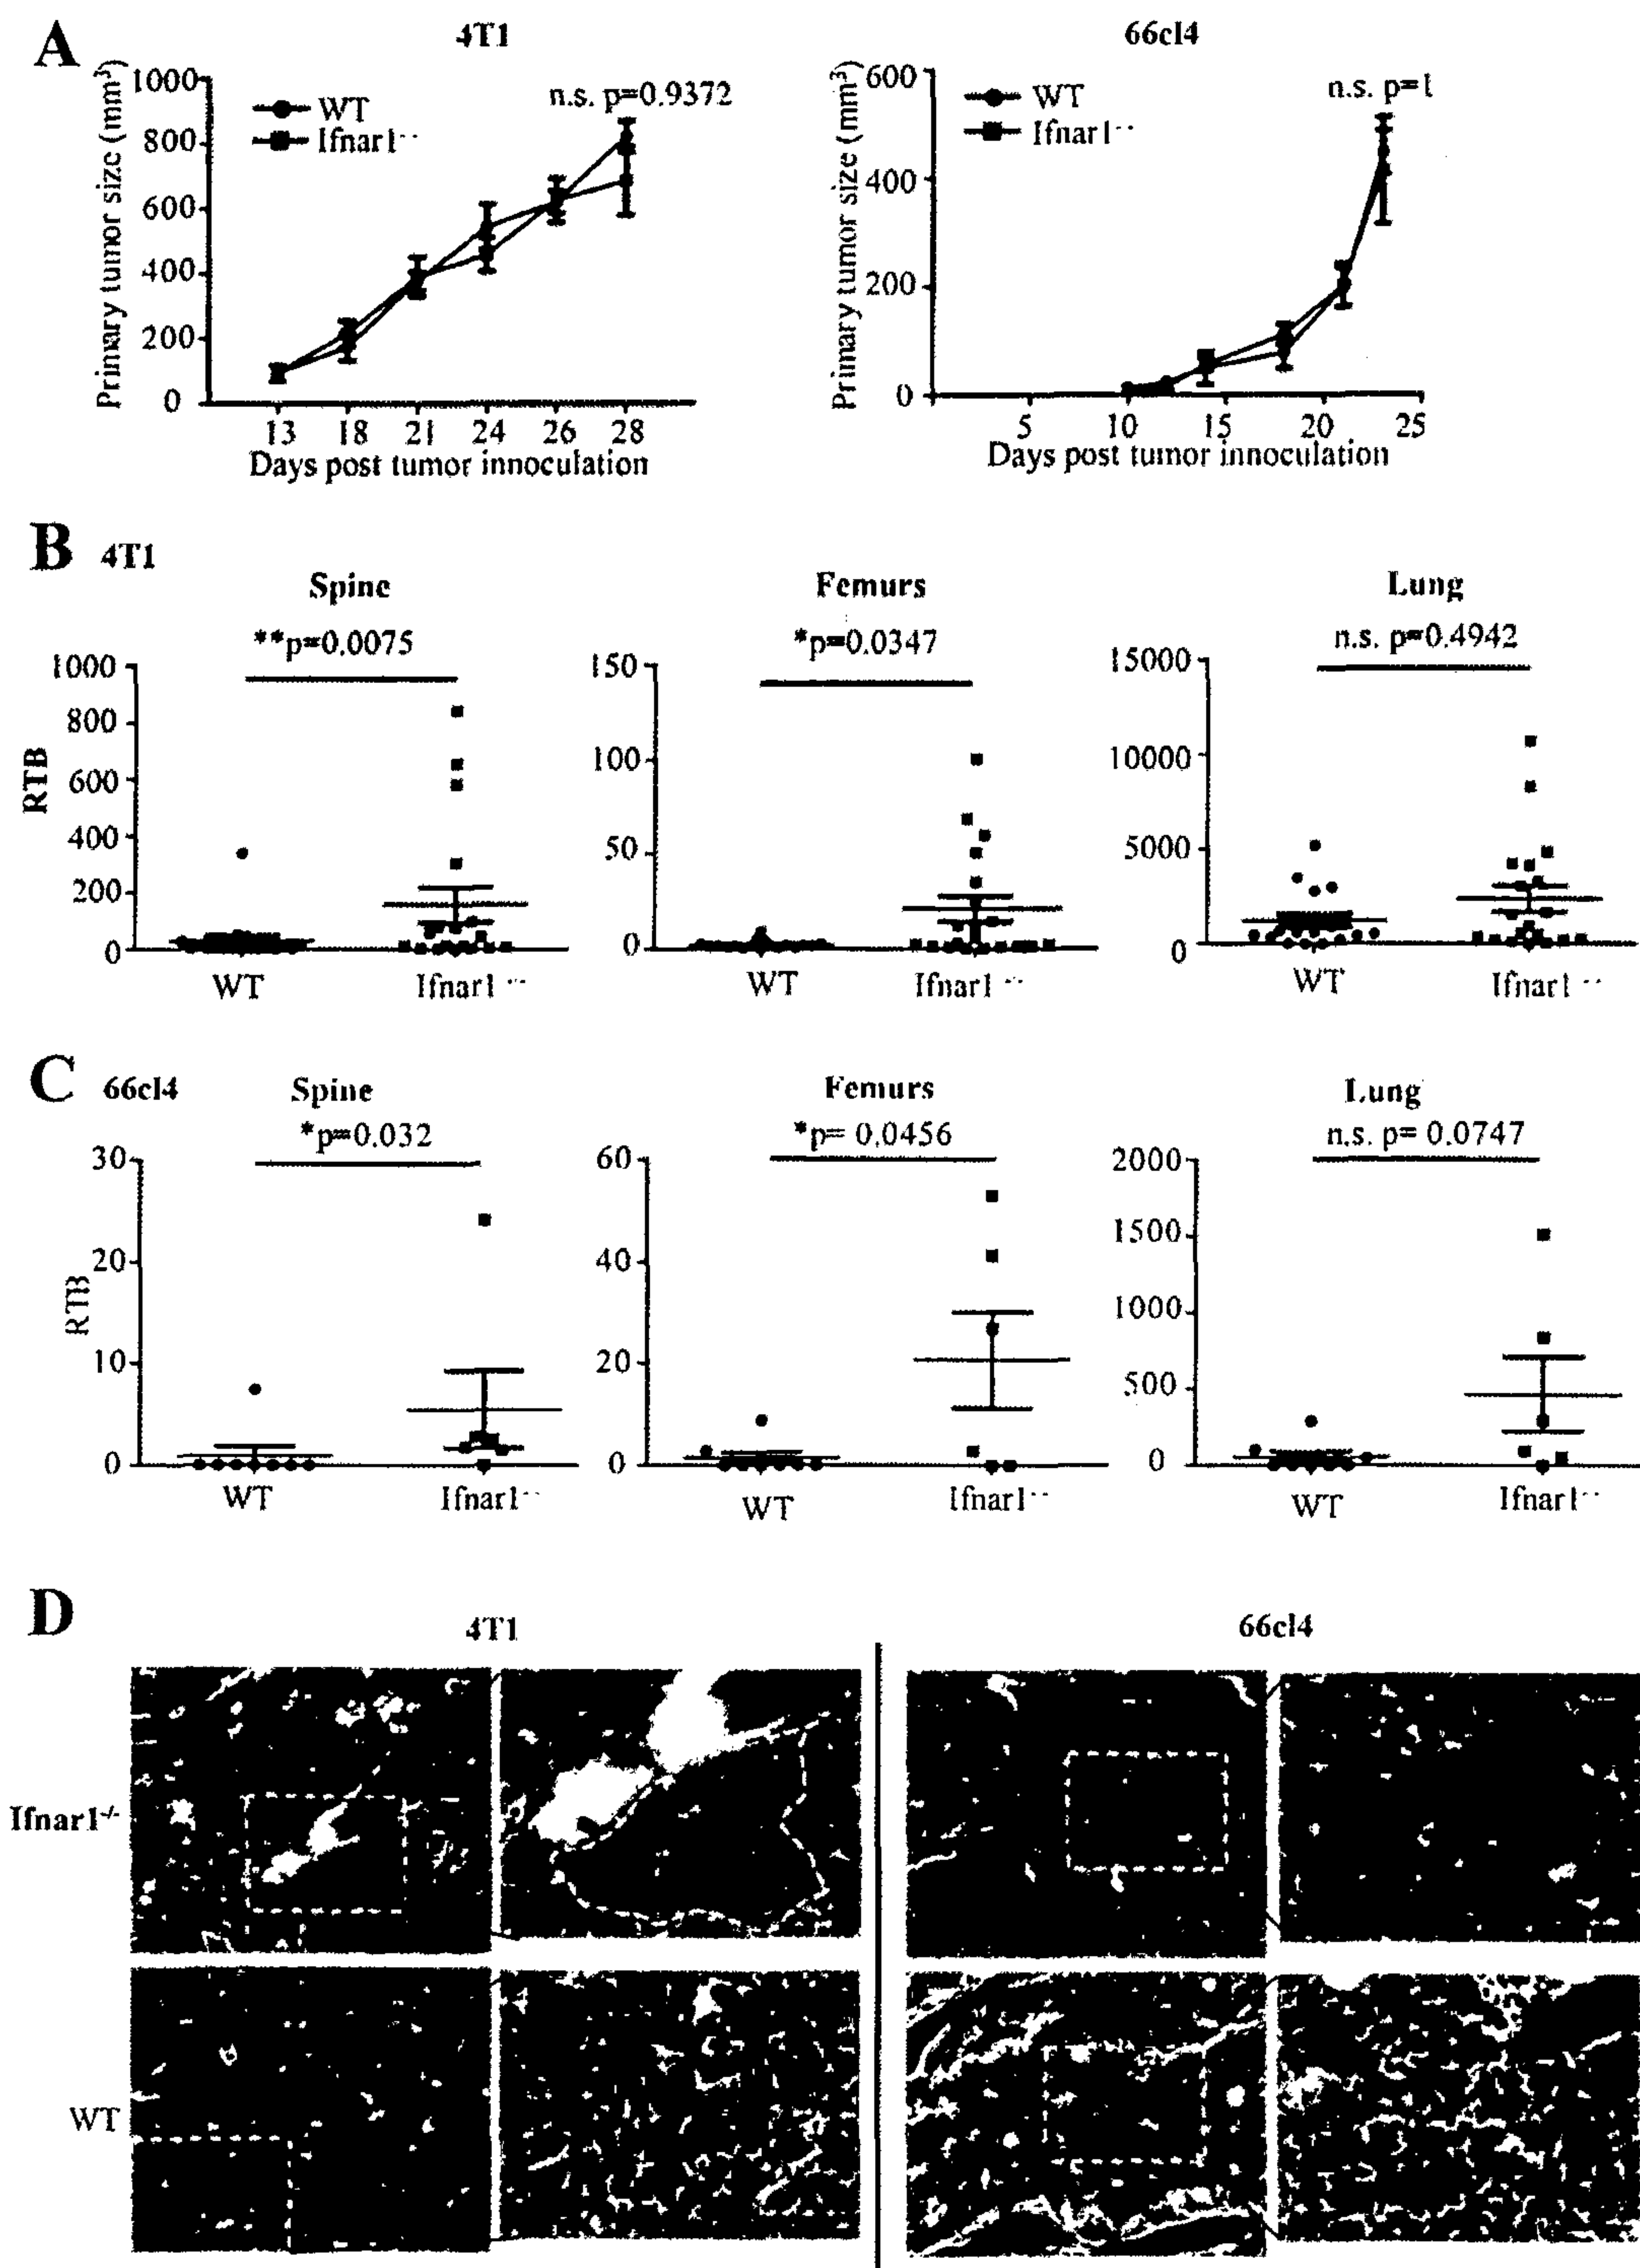 A
4T1
66cl4
Primary tumor size (mm³)
1000
800
600
400
200
0
WT
Ifnar1⁻⁻
n.s. p=0.9372
13 18 21 24 26 28
Days post tumor innoculation
Primary tumor size (mm³)
600
400
200
0
WT
Ifnar1⁻⁻
n.s. p=1
5 10 15 20 25
Days post tumor innoculation
B 4T1
Spine
**p=0.0075
RTB
1000
800
600
400
200
0
WT Ifnar1⁻⁻
Femurs
*p=0.0347
150
100
50
0
WT Ifnar1⁻⁻
Lung
n.s. p=0.4942
15000
10000
5000
0
WT Ifnar1⁻⁻
C 66cl4
Spine
*p=0.032
RTB
30
20
10
0
WT Ifnar1⁻⁻
Femurs
*p= 0.0456
60
40
20
0
WT Ifnar1⁻⁻
Lung
n.s. p= 0.0747
2000
1500
1000
500
0
WT Ifnar1⁻⁻
D
4T1
66cl4
Ifnar1⁻/⁻
WT